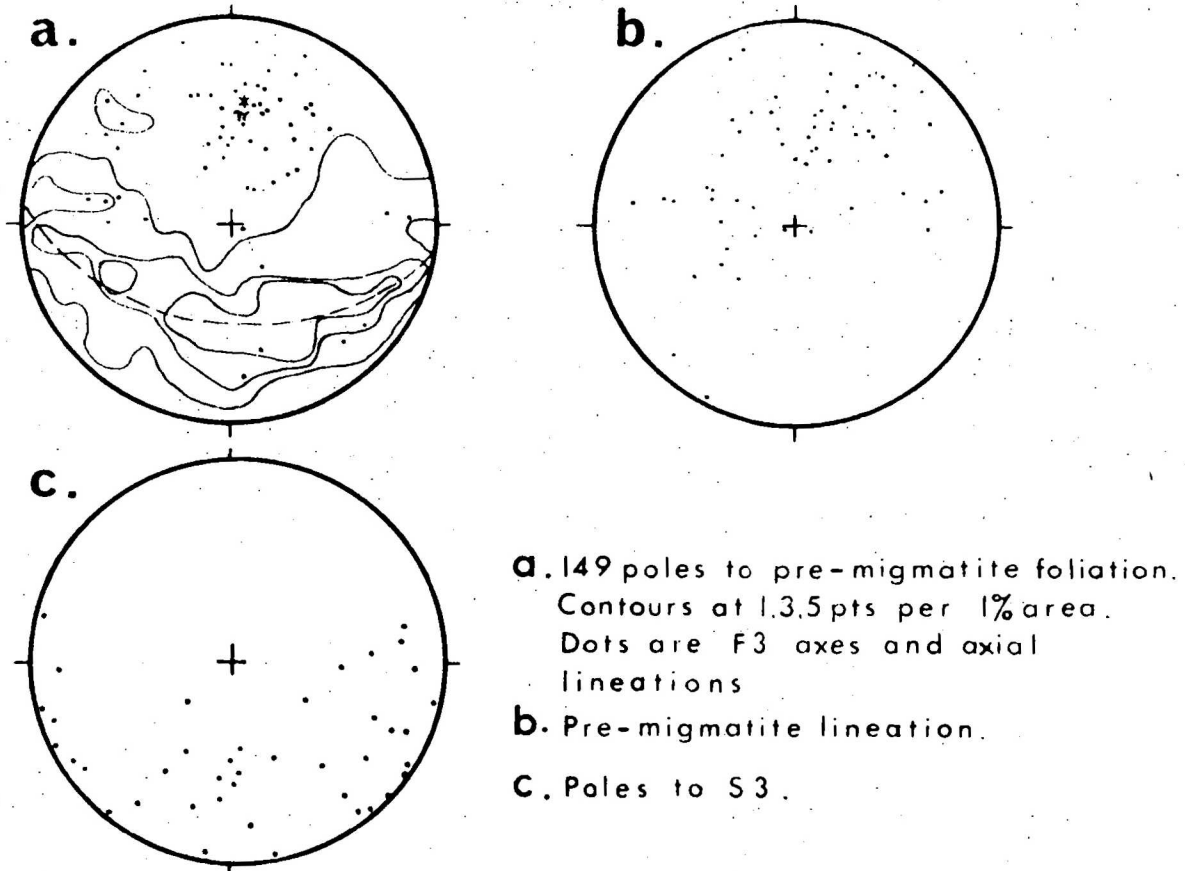 a.
b.
π
c.
a. 149 poles to pre-migmatite foliation.
Contours at 1,3,5 pts per 1% area.
Dots are F3 axes and axial
lineations
b. Pre-migmatite lineation.
c. Poles to S3.